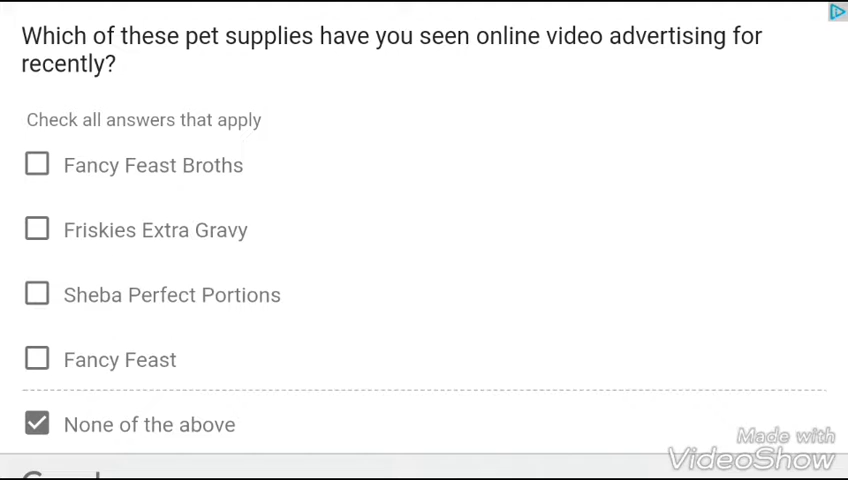 Which of these pet supplies have you seen online video advertising for
recently?
Check all answers that apply
Fancy Feast Broths
Friskies Extra Gravy
Sheba Perfect Portions
Fancy Feast
None of the above
Made with
VideoShow